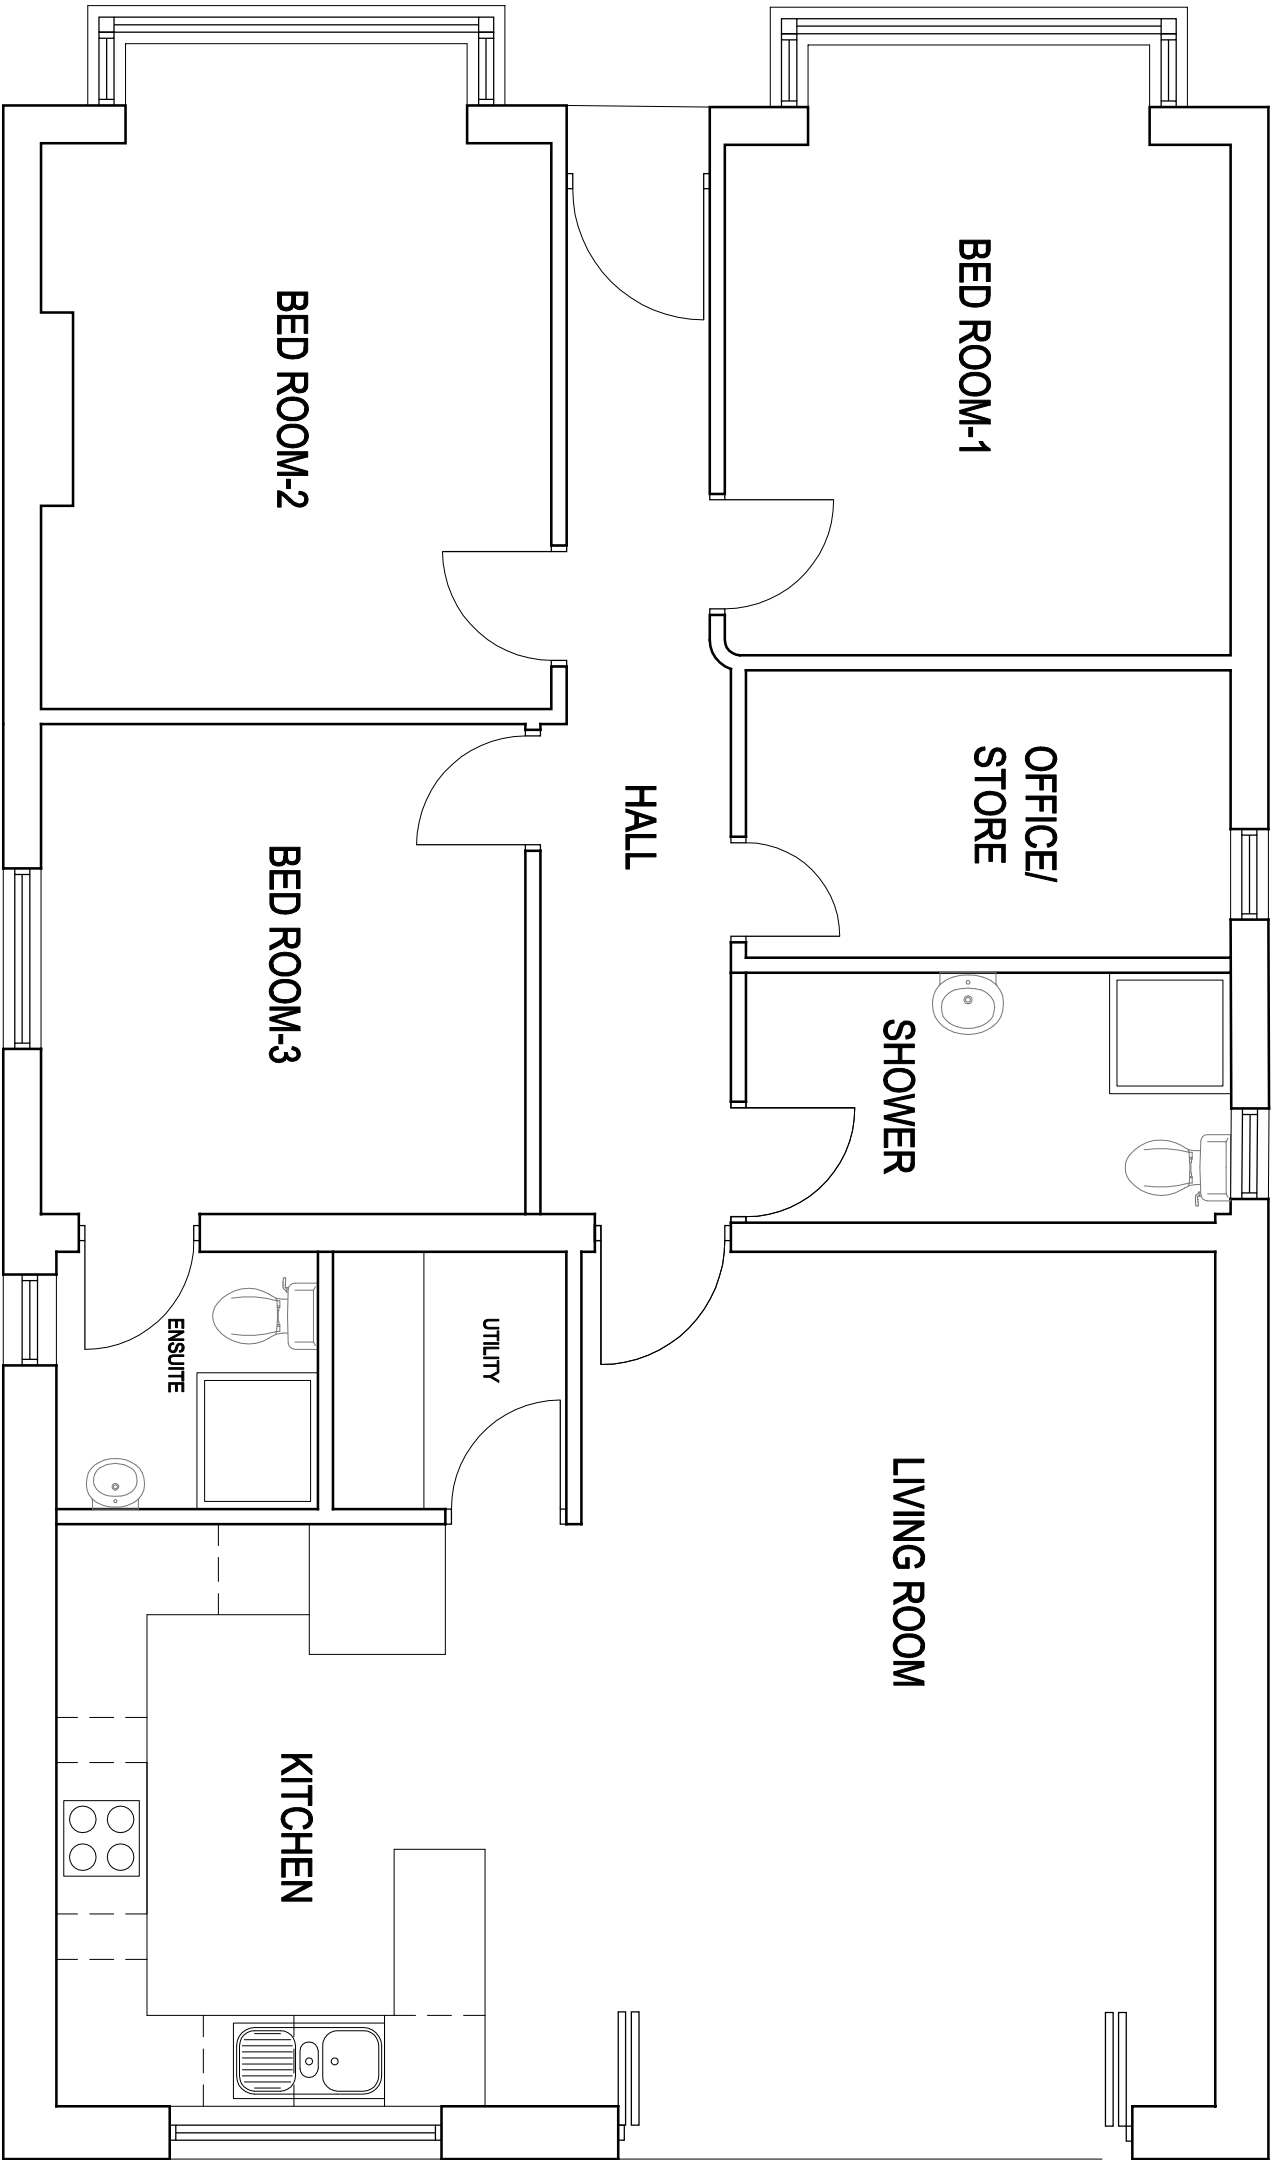 BED ROOM-1
BED ROOM-2
OFFICE/
STORE
HALL
BED ROOM-3
SHOWER
ENSUITE
UTILITY
LIVING ROOM
KITCHEN